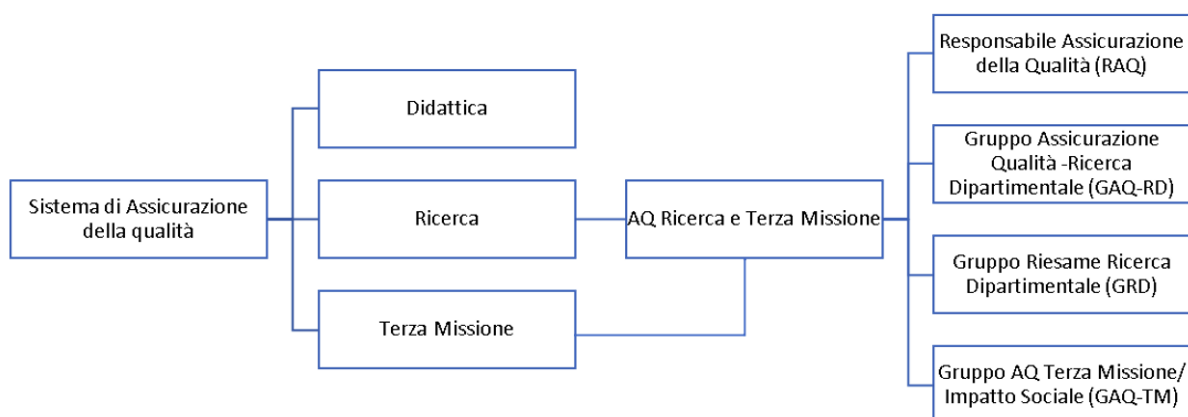 Sistema di Assicurazione
della qualità
Didattica
Ricerca
Terza Missione
AQ Ricerca e Terza Missione
Responsabile Assicurazione
della Qualità (RAQ)
Gruppo Assicurazione
Qualità -Ricerca
Dipartimentale (GAQ-RD)
Gruppo Riesame Ricerca
Dipartimentale (GRD)
Gruppo AQ Terza Missione/
Impatto Sociale (GAQ-TM)